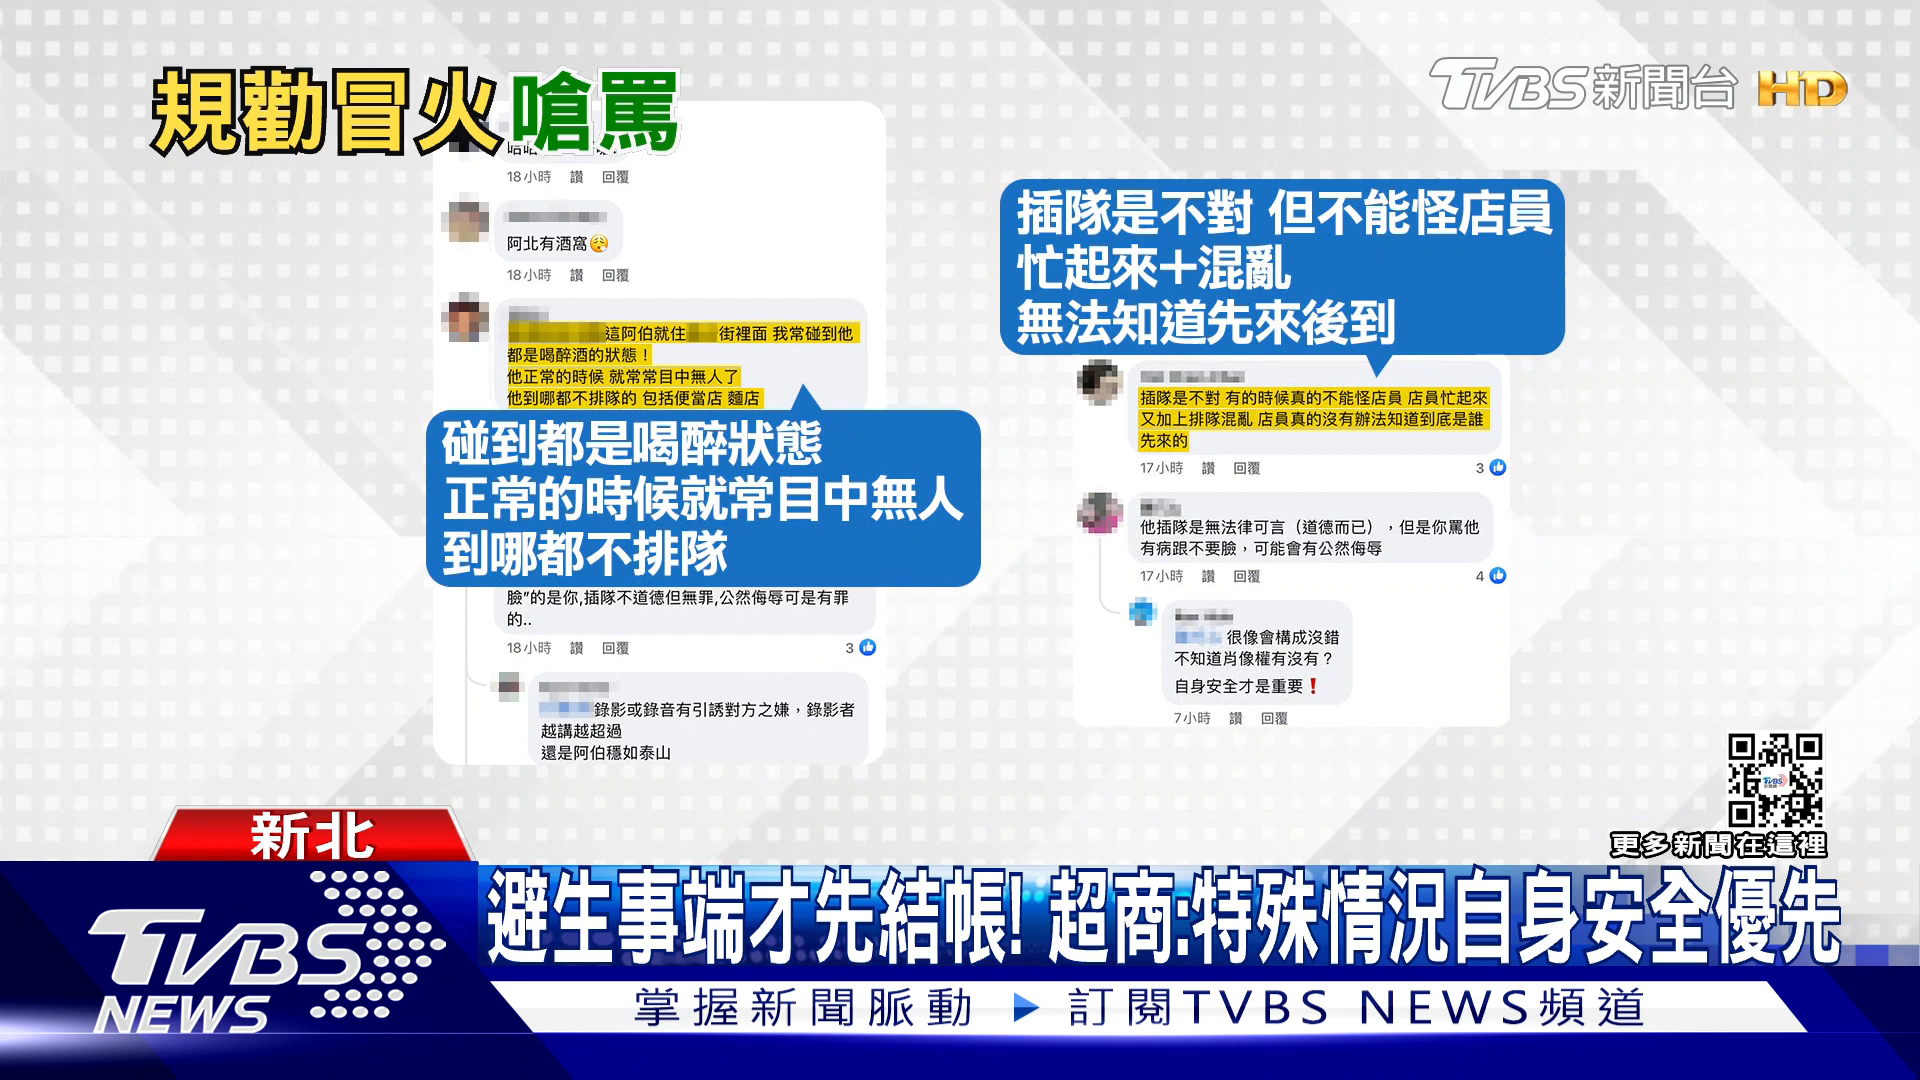 規勸冒火嗆罵
TVBS新聞台 HD
18小時 讚 回覆
阿北有酒窩
18小時 讚 回覆
這阿伯就住
街裡面 我常碰到他
都是喝醉酒的狀態！
他正常的時候 就常常目中無人了
他到哪都不排隊的 包括便當店 麵店
碰到都是喝醉狀態
正常的時候就常目中無人
到哪都不排隊
臉”的是你,插隊不道德但無罪,公然侮辱可是有罪
的..
18小時 讚 回覆 3
錄影或錄音有引誘對方之嫌，錄影者
越講越超過
還是阿伯穩如泰山
插隊是不對 但不能怪店員
忙起來+混亂
無法知道先來後到
插隊是不對 有的時候真的不能怪店員 店員忙起來
又加上排隊混亂 店員真的沒有辦法知道到底是誰
先來的
17小時 讚 回覆 3
他插隊是無法律可言（道德而已），但是你罵他
有病跟不要臉，可能會有公然侮辱
17小時 讚 回覆 4
很像會構成沒錯
不知道肖像權有沒有？
自身安全才是重要❗
7小時 讚 回覆
TVBS
更多新聞在這裡
新北
避生事端才先結帳! 超商:特殊情況自身安全優先
TVBS
NEWS
掌握新聞脈動 ▶ 訂閱TVBS NEWS頻道